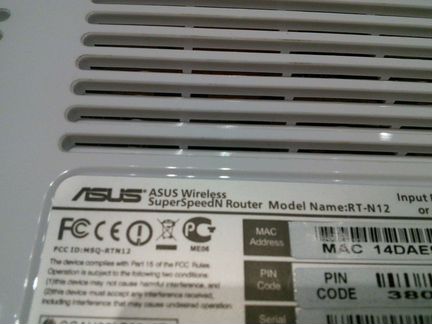 ASUS ASUS Wireless
SuperSpeedN Router Model Name:RT-N12
Input
or
FC CE ME06
FCC ID:MSQ-RTN12
The device complies with Part 15 of the FCC Rules.
Operation is subject to the following two conditions:
(1)this device may not cause harmful interference, and
(2)this device must accept any interference received,
including interference that may cause undesired operation.
MAC
Address
MAC 14DAE
PIN
Code
PIN
CODE 380
Serial